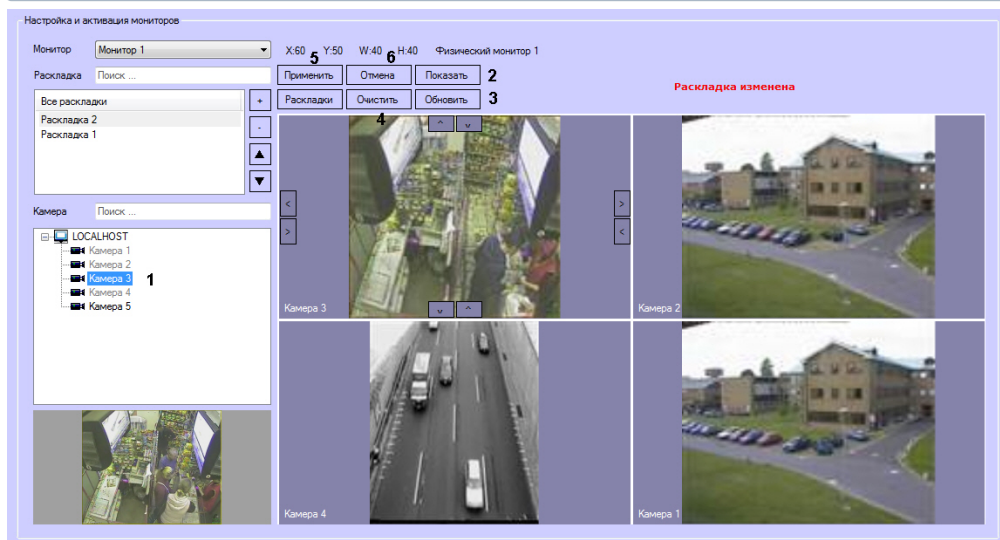 Настройка и активация мониторов
Монитор Монитор 1 X:60 Y:50 W:40 H:40 Физический монитор 1
5 6
Раскладка Поиск ... Применить Отмена Показать 2
Раскладка изменена
Все раскладки + Раскладки Очистить Обновить 3
4
Раскладка 2
Раскладка 1 -
▲
▼
^ v
Камера Поиск ...
< >
> <
LOCALHOST
Камера 1
Камера 2
Камера 3 1
Камера 4
Камера 5
v ^
Камера 3 Камера 2
Камера 4 Камера 1